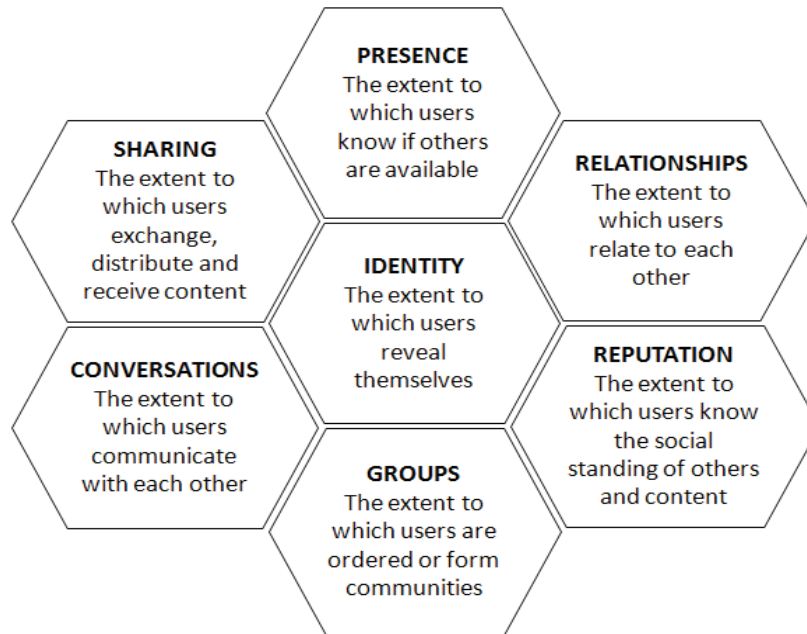 PRESENCE
The extent to
which users
know if others
are available
SHARING
The extent to
which users
exchange,
distribute and
receive content
RELATIONSHIPS
The extent to
which users
relate to each
other
IDENTITY
The extent to
which users
reveal
themselves
CONVERSATIONS
The extent to
which users
communicate
with each other
REPUTATION
The extent to
which users know
the social
standing of others
and content
GROUPS
The extent to
which users are
ordered or form
communities